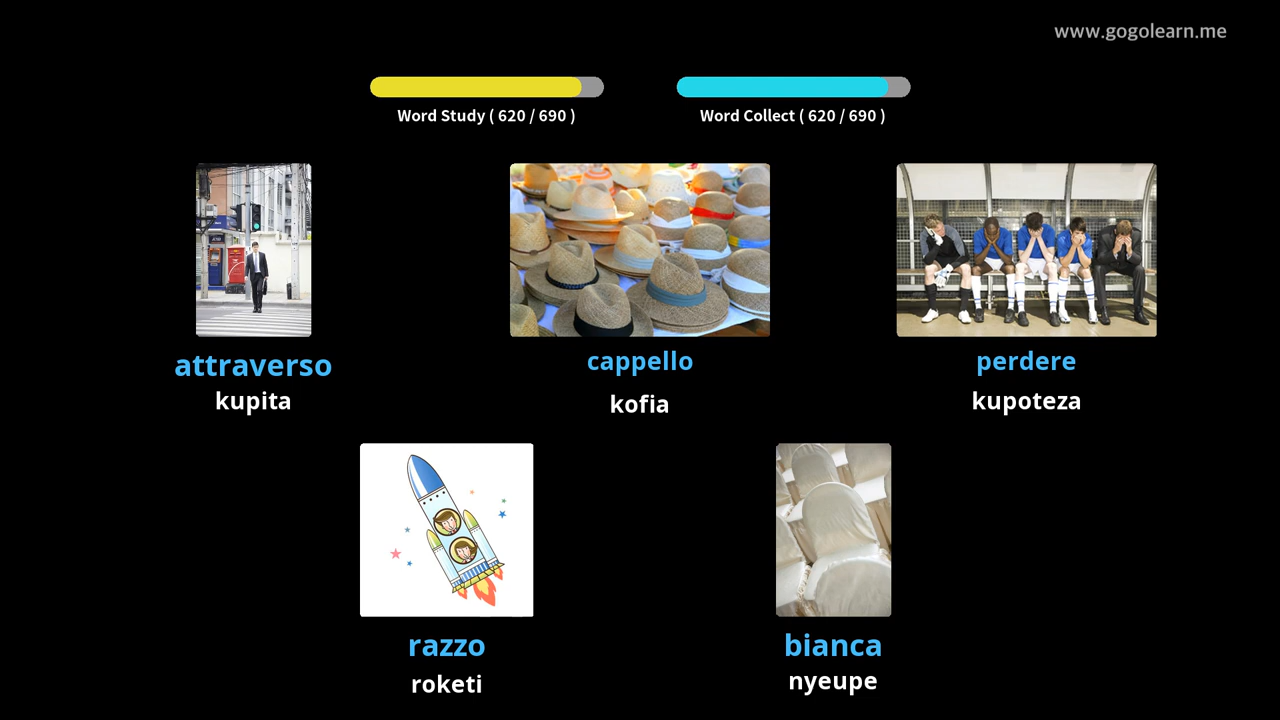 www.gogolearn.me
Word Study ( 620 / 690 )
Word Collect ( 620 / 690 )
attraverso
kupita
cappello
kofia
perdere
kupoteza
razzo
roketi
bianca
nyeupe